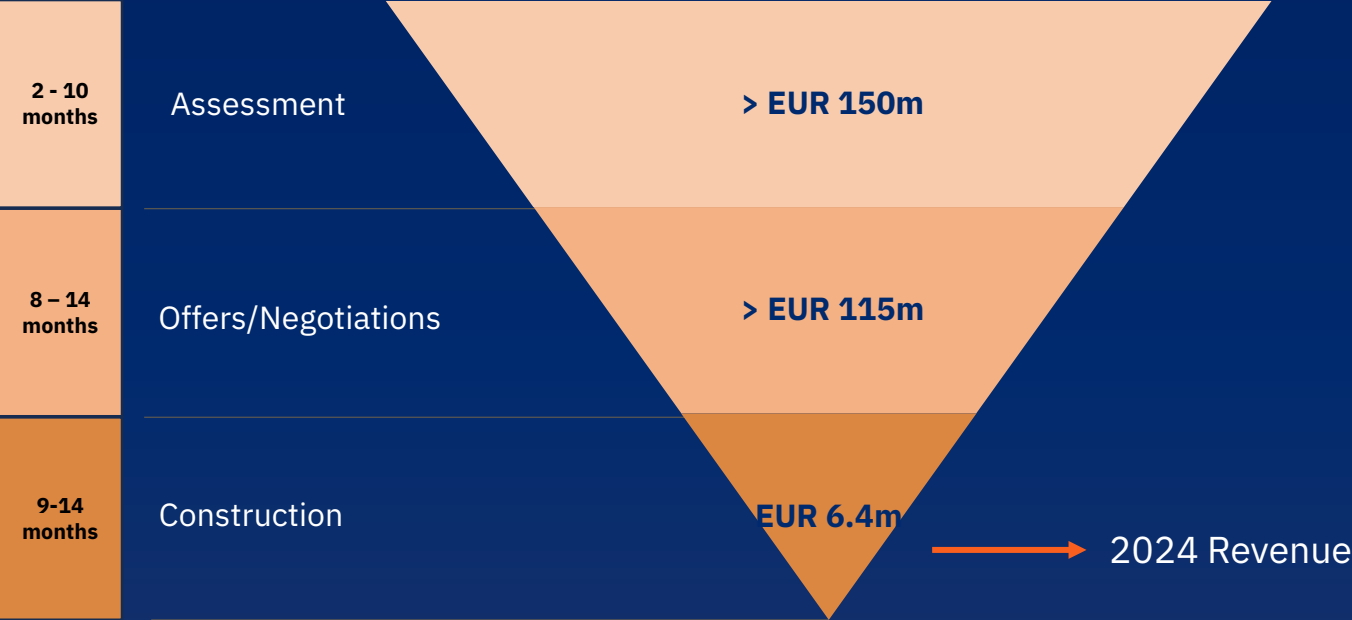 2 - 10
months
Assessment
> EUR 150m
8 – 14
months
Offers/Negotiations
> EUR 115m
9-14
months
Construction
EUR 6.4m
2024 Revenue